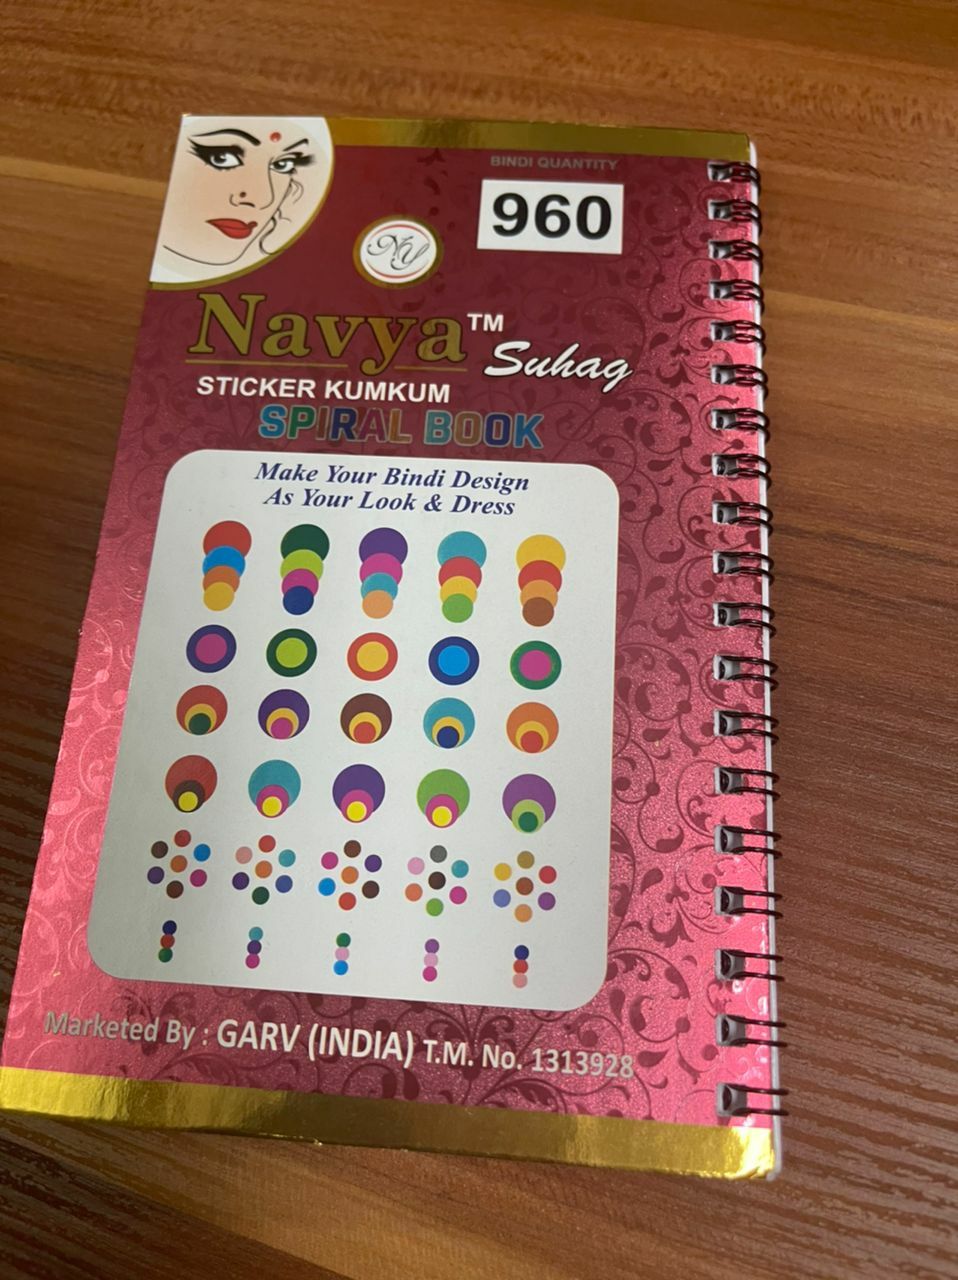 BINDI QUANTITY
960
NY
Navya™
Suhag
STICKER KUMKUM
SPIRAL BOOK
Make Your Bindi Design
As Your Look & Dress
Marketed By : GARV (INDIA) T.M. No. 1313928